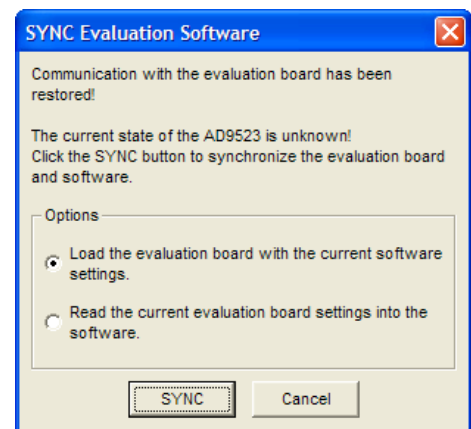 SYNC Evaluation Software
Communication with the evaluation board has been
restored!
The current state of the AD9523 is unknown!
Click the SYNC button to synchronize the evaluation board
and software.
Options
Load the evaluation board with the current software
settings.
Read the current evaluation board settings into the
software.
SYNC Cancel